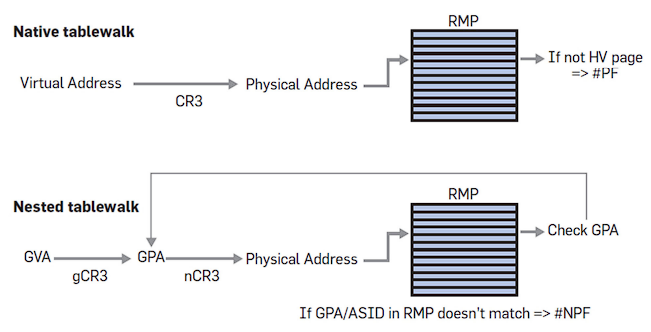 Native tablewalk
RMP
Virtual Address
CR3
Physical Address
If not HV page
=> #PF
Nested tablewalk
RMP
GVA
gCR3
GPA
nCR3
Physical Address
Check GPA
If GPA/ASID in RMP doesn't match => #NPF